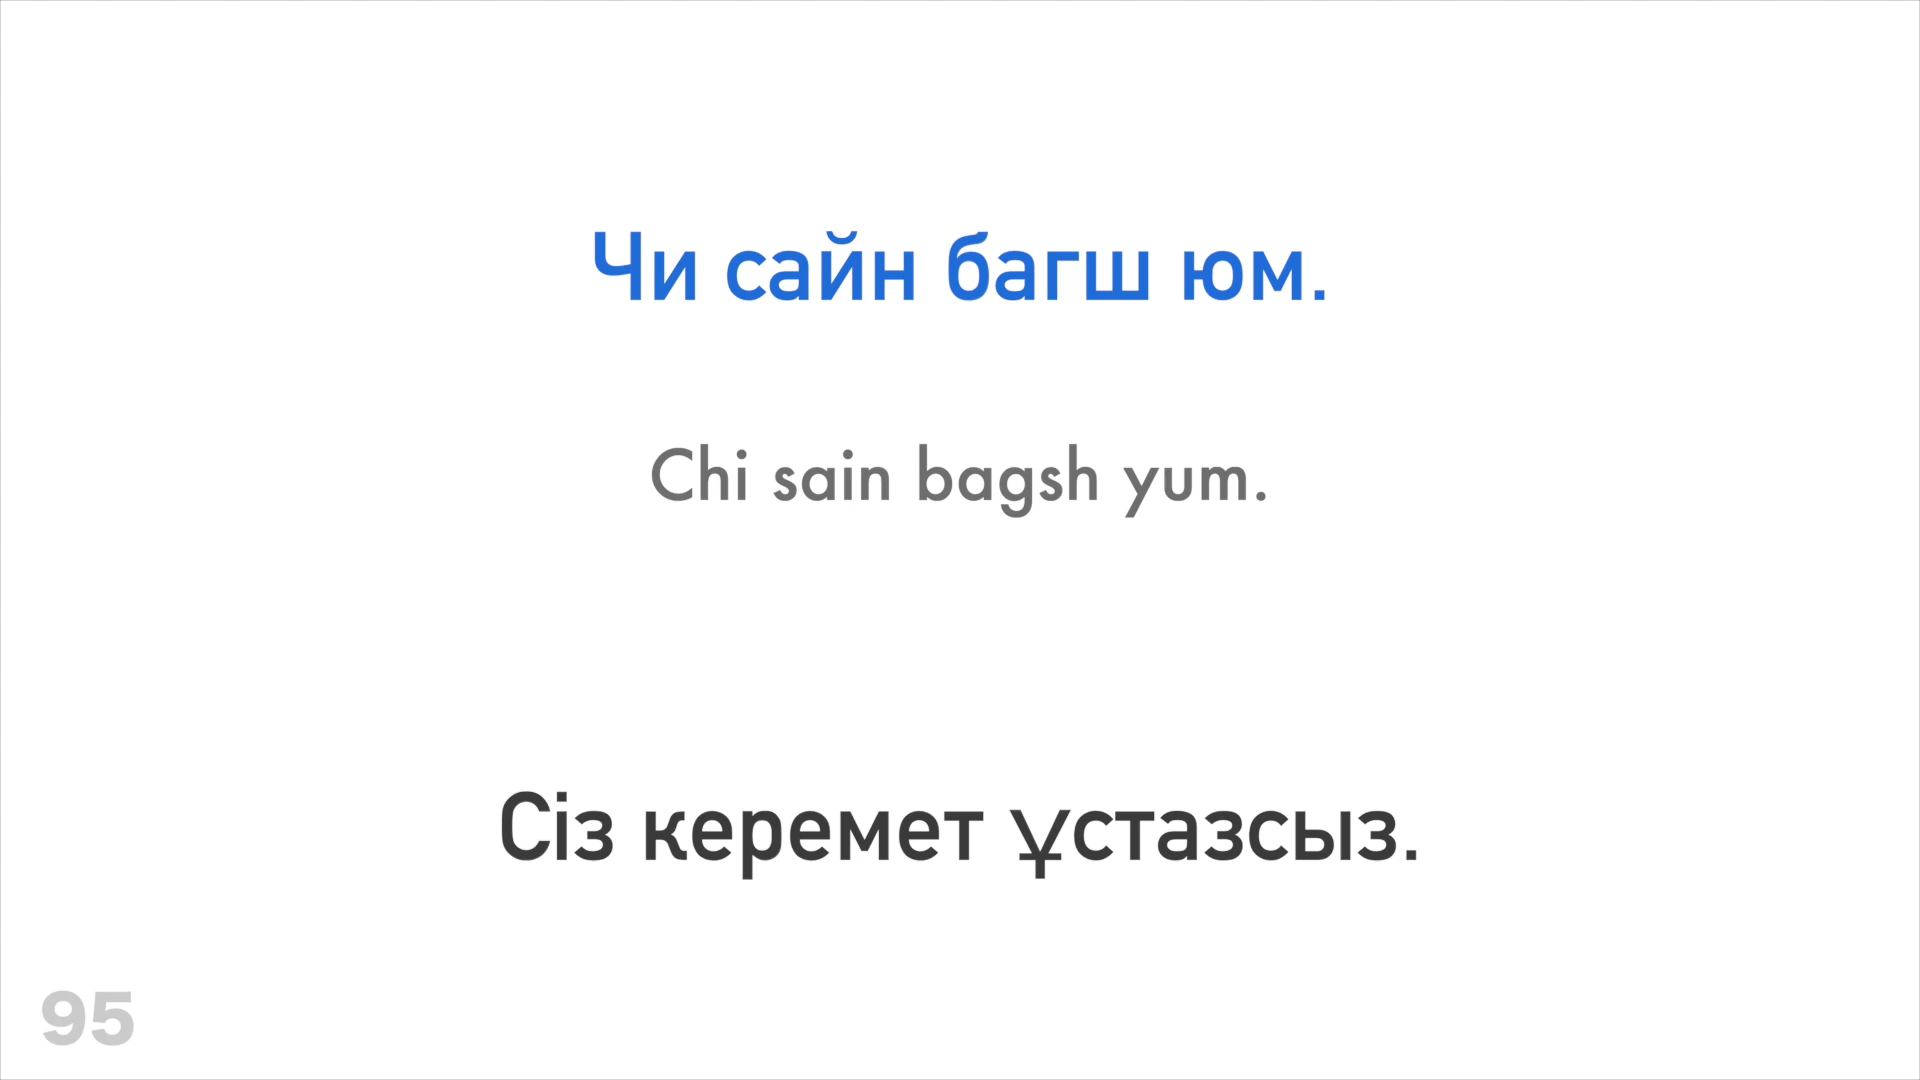 Чи сайн багш юм.
Chi sain bagsh yum.
Сіз керемет ұстазсыз.
95